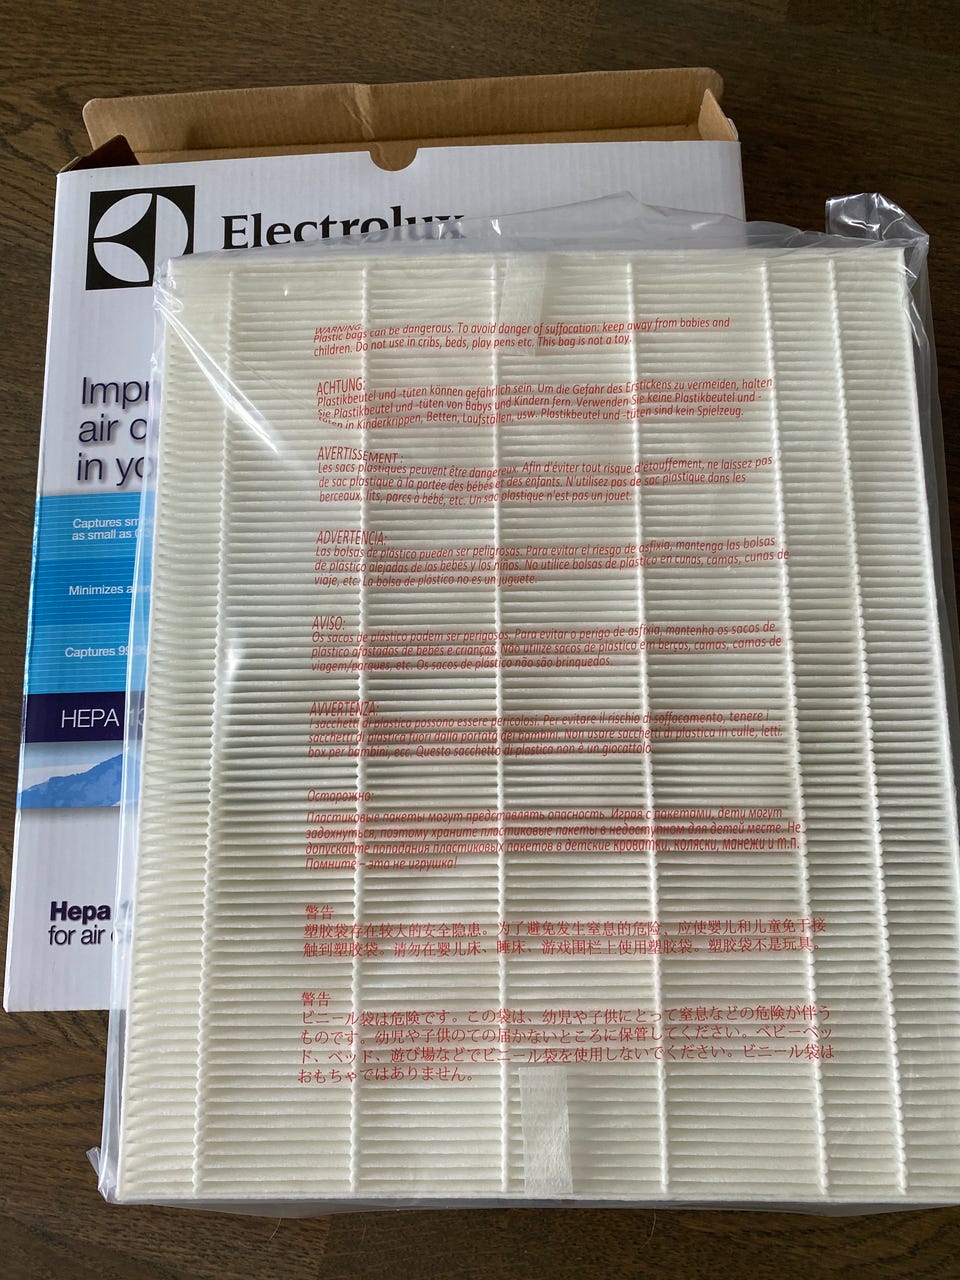 Electrolux
air
in
Captures
as small as
Minimizes
Captures
HEPA
Hepa
for air
WARNING:
Plastic bags can be dangerous. To avoid danger of suffocation: keep away from babies and
children. Do not use in cribs, beds, play pens etc. This bag is not a toy.
ACHTUNG:
Plastikbeutel und -tüten können gefährlich sein. Um die Gefahr des Erstickens zu vermeiden, halten
Sie Plastikbeutel und -tüten von Babys und Kindern fern. Verwenden Sie keine Plastikbeutel und -
tüten in Kinderkrippen, Betten, Laufställen, usw. Plastikbeutel und -tüten sind kein Spielzeug.
AVERTISSEMENT :
Les sacs plastiques peuvent être dangereux. Afin d'éviter tout risque d'étouffement, ne laissez pas
de sac plastique à la portée des bébés et des enfants. N'utilisez pas de sac plastique dans les
berceaux, lits, parcs à bébé, etc. Un sac plastique n'est pas un jouet.
ADVERTENCIA:
Las bolsas de plástico pueden ser peligrosas. Para evitar el riesgo de asfixia, mantenga las bolsas
de plástico alejadas de los bebés y los niños. No utilice bolsas de plástico en cunas, camas, cunas de
viaje, etc. La bolsa de plástico no es un juguete.
AVISO:
Os sacos de plástico podem ser perigosos. Para evitar o perigo de asfixia, mantenha os sacos de
plástico afastados de bebés e crianças. Não utilize sacos de plástico em berços, camas, camas de
viagem/parques, etc. Os sacos de plástico não são brinquedos.
AVVERTENZA:
I sacchetti di plastica possono essere pericolosi. Per evitare il rischio di soffocamento, tenere i
sacchetti di plastica fuori dalla portata dei bambini. Non usare sacchetti di plastica in culle, letti,
box per bambini, ecc. Questo sacchetto di plastica non è un giocattolo.
Осторожно:
Пластиковые пакеты могут представлять опасность. Играя с пакетами, дети могут
задохнуться, поэтому храните пластиковые пакеты в недоступном для детей месте. Не
допускайте попадания пластиковых пакетов в детские кроватки, коляски, манежи и т.п.
Помните – это не игрушка!
警告
塑胶袋存在较大的安全隐患。为了避免发生窒息的危险，应使婴儿和儿童免于接
触到塑胶袋。请勿在婴儿床、睡床、游戏围栏上使用塑胶袋。塑胶袋不是玩具。
警告
ビニール袋は危険です。この袋は、幼児や子供にとって窒息などの危険が伴う
ものです。幼児や子供のての届かないところに保管してください。ベビーベッ
ド、ベッド、遊び場などでビニール袋を使用しないでください。ビニール袋は
おもちゃではありません。